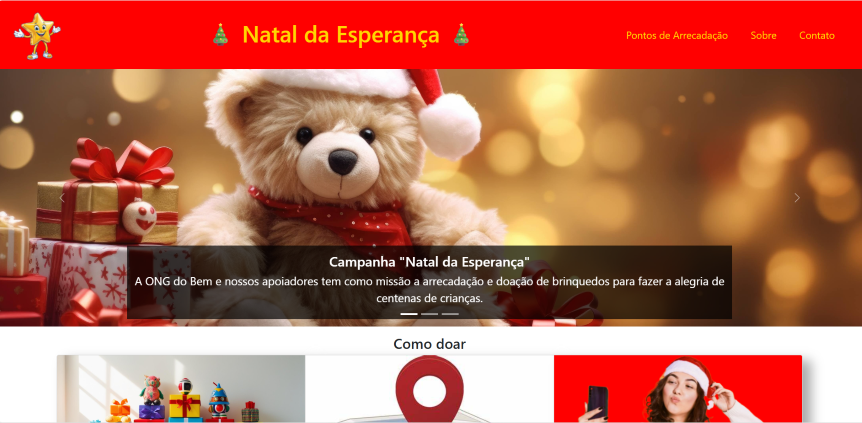 Natal da Esperança
Pontos de Arrecadação
Sobre
Contato
Campanha "Natal da Esperança"
A ONG do Bem e nossos apoiadores tem como missão a arrecadação e doação de brinquedos para fazer a alegria de
centenas de crianças.
Como doar